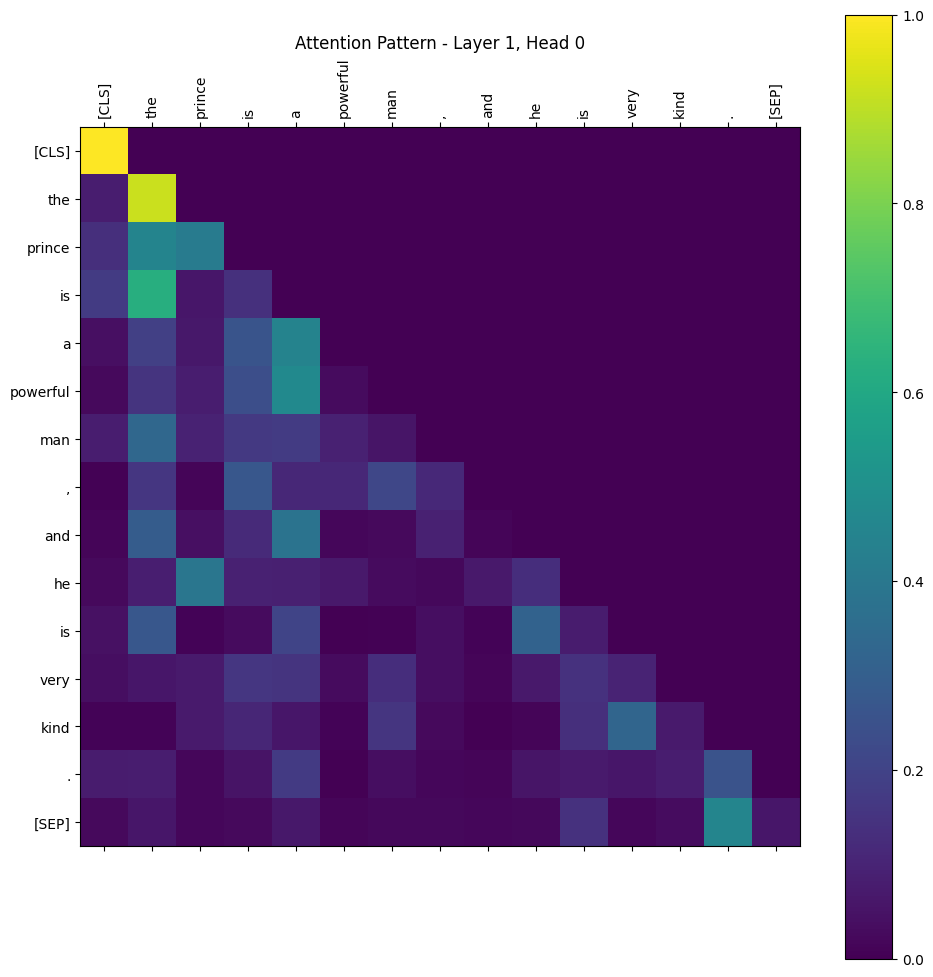 Attention Pattern - Layer 1, Head 0
[CLS] the prince is a powerful man , and he is very kind . [SEP]
[CLS]
the
prince
is
a
powerful
man
,
and
he
is
very
kind
.
[SEP]
1.0
0.8
0.6
0.4
0.2
0.0